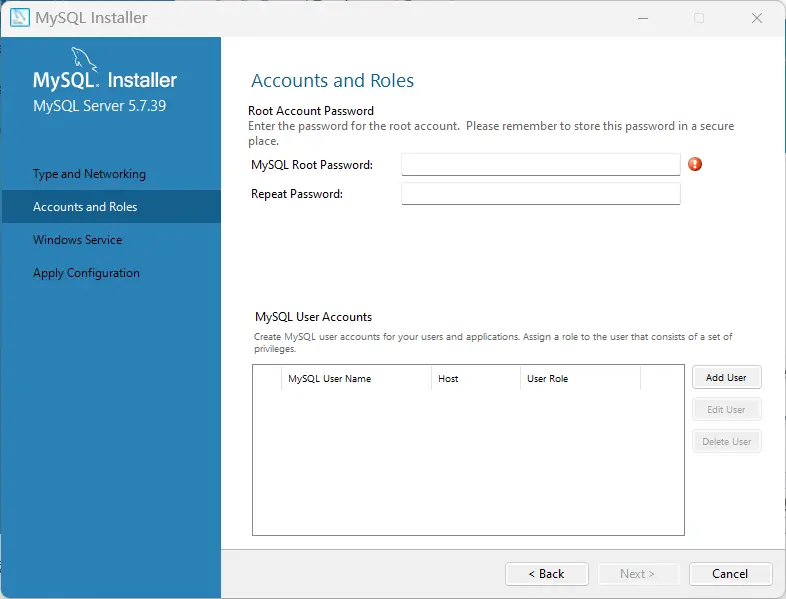 MySQL Installer
MySQL. Installer
MySQL Server 5.7.39
Type and Networking
Accounts and Roles
Windows Service
Apply Configuration
Accounts and Roles
Root Account Password
Enter the password for the root account. Please remember to store this password in a secure
place.
MySQL Root Password:
Repeat Password:
MySQL User Accounts
Create MySQL user accounts for your users and applications. Assign a role to the user that consists of a set of
privileges.
MySQL User Name Host User Role
Add User
Edit User
Delete User
< Back Next > Cancel